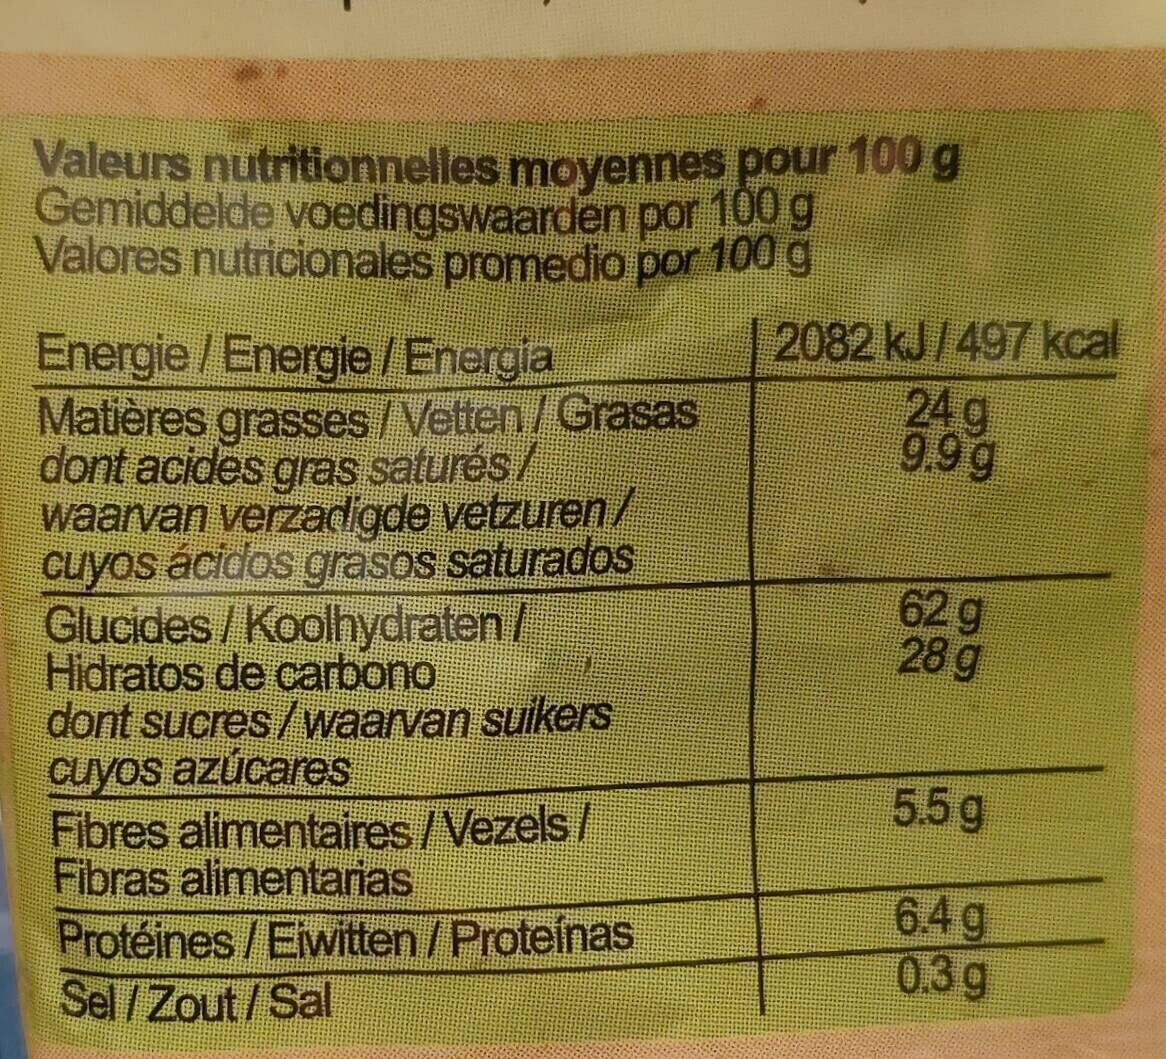 Valeurs nutritionnelles moyennes pour 100 g
Gemiddelde voedingswaarden por 100 g
Valores nutricionales promedio por 100 g
Energie / Energie / Energía 2082 kJ / 497 kcal
Matières grasses / Vetten / Grasas 24 g
dont acides gras saturés / 9.9 g
waarvan verzadigde vetzuren /
cuyos ácidos grasos saturados
Glucides / Koolhydraten / 62 g
Hidratos de carbono 28 g
dont sucres / waarvan suikers
cuyos azúcares
Fibres alimentaires / Vezels / 5.5 g
Fibras alimentarias
Protéines / Eiwitten / Proteínas 6.4 g
Sel / Zout / Sal 0.3 g